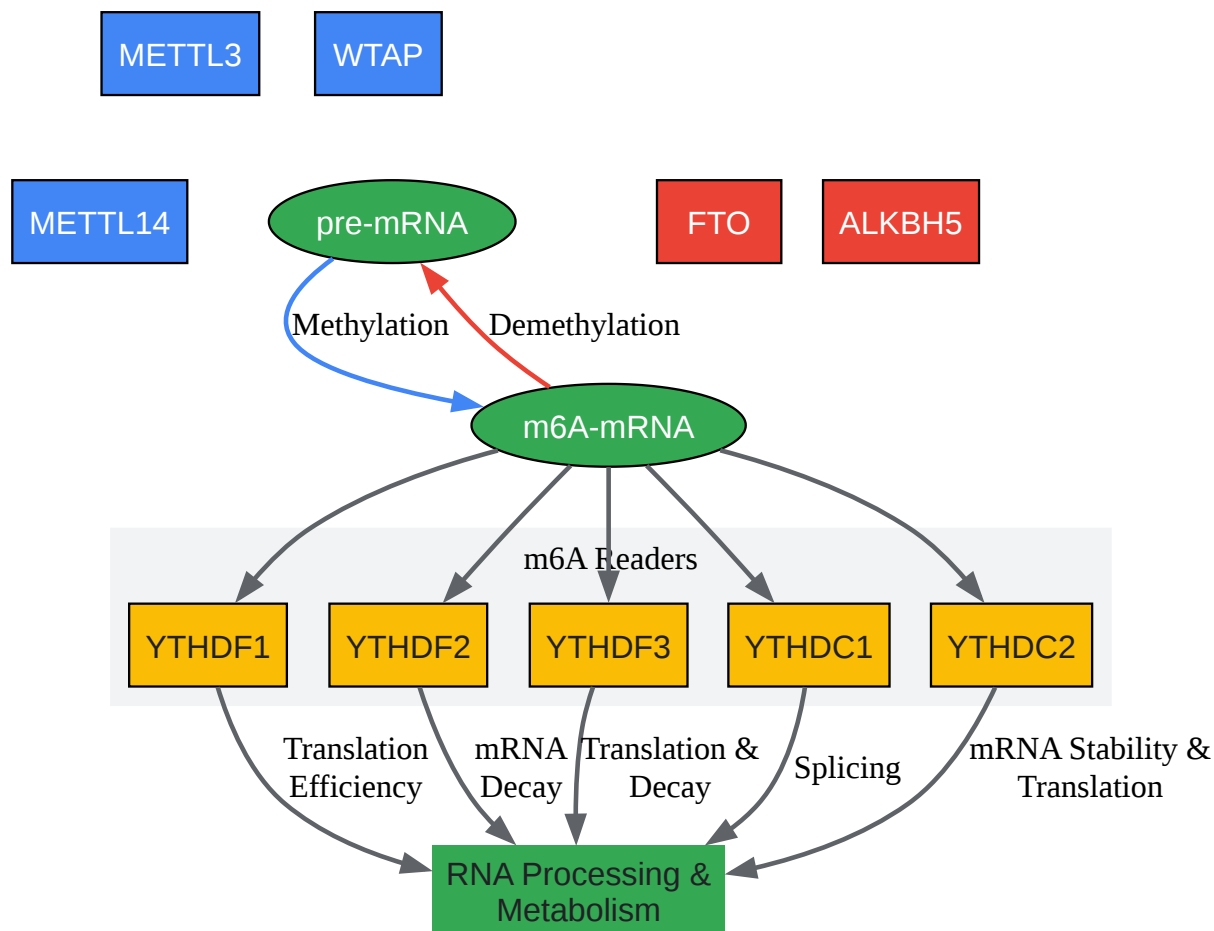 METTL3
WTAP
METTL14
pre-mRNA
FTO
ALKBH5
Methylation
Demethylation
m6A-mRNA
m6A Readers
YTHDF1
YTHDF2
YTHDF3
YTHDC1
YTHDC2
Translation
Efficiency
mRNA
Decay
Translation &
Decay
Splicing
mRNA Stability &
Translation
RNA Processing &
Metabolism